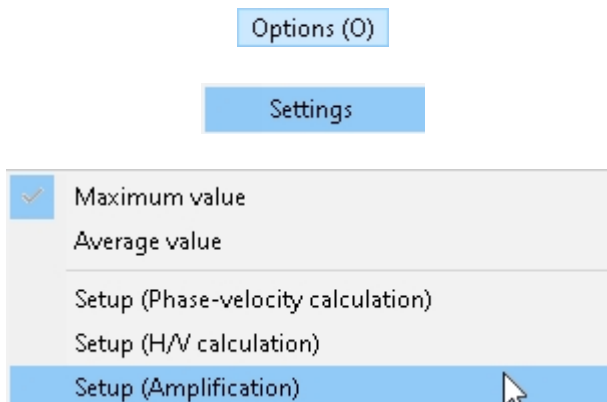 Options (O)
Settings
Maximum value
Average value
Setup (Phase-velocity calculation)
Setup (H/V calculation)
Setup (Amplification)